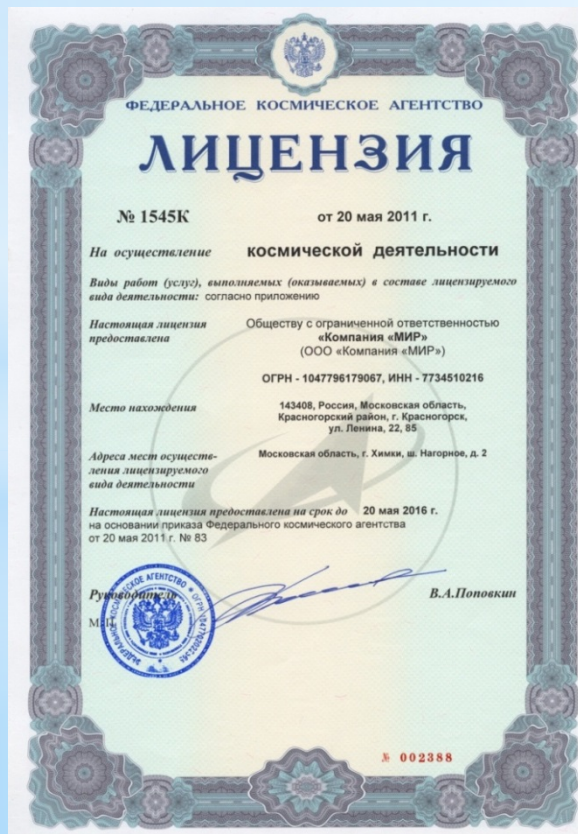 ФЕДЕРАЛЬНОЕ КОСМИЧЕСКОЕ АГЕНТСТВО
ЛИЦЕНЗИЯ
№ 1545К от 20 мая 2011 г.
На осуществление космической деятельности
Виды работ (услуг), выполняемых (оказываемых) в составе лицензируемого
вида деятельности: согласно приложению
Настоящая лицензия
предоставлена
Обществу с ограниченной ответственностью
«Компания «МИР»
(ООО «Компания «МИР»)
ОГРН - 1047796179067, ИНН - 7734510216
Место нахождения
143408, Россия, Московская область,
Красногорский район, г. Красногорск,
ул. Ленина, 22, 85
Адреса мест осуществ-
ления лицензируемого
вида деятельности
Московская область, г. Химки, ш. Нагорное, д. 2
Настоящая лицензия предоставлена на срок до 20 мая 2016 г.
на основании приказа Федерального космического агентства
от 20 мая 2011 г. № 83
Руководитель В.А.Поповкин
М.П.
№ 002388